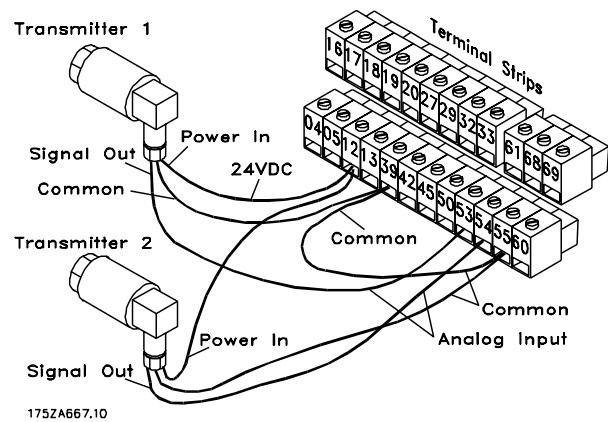 Transmitter 1
Terminal Strips
16 17 18 19 20 27 29 32 33 61 68 69
04 05 12 13 39 42 45 50 53 54 55 60
Power In
Signal Out
24VDC
Common
Transmitter 2
Common
Common
Analog Input
Power In
Signal Out
175ZA667.10